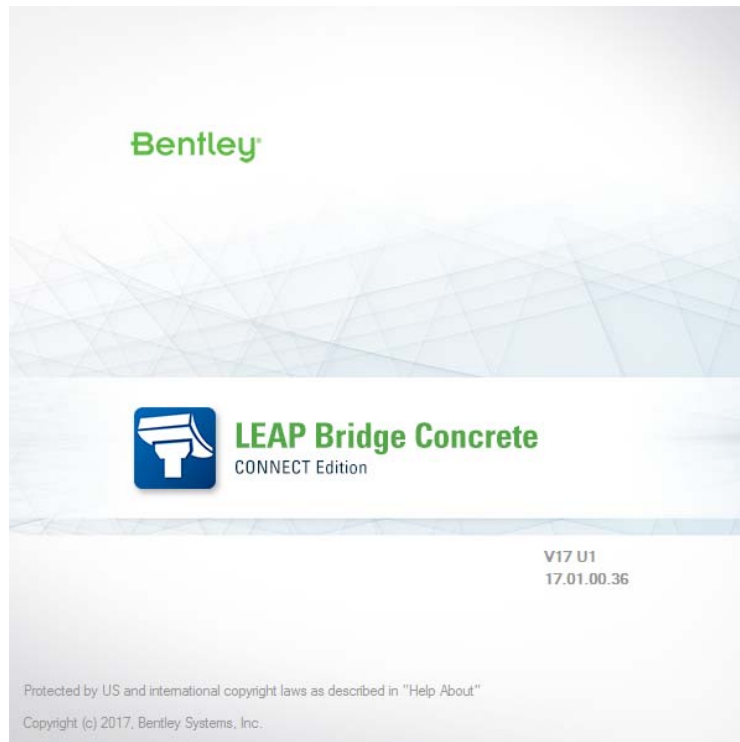 Bentley®
LEAP Bridge Concrete
CONNECT Edition
V17 U1
17.01.00.36
Protected by US and international copyright laws as described in "Help About"
Copyright (c) 2017, Bentley Systems, Inc.